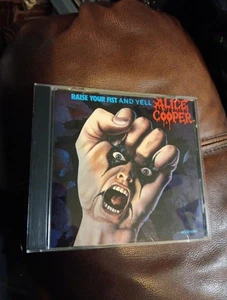 RAISE YOUR FIST AND YELL
ALICE
COOPER